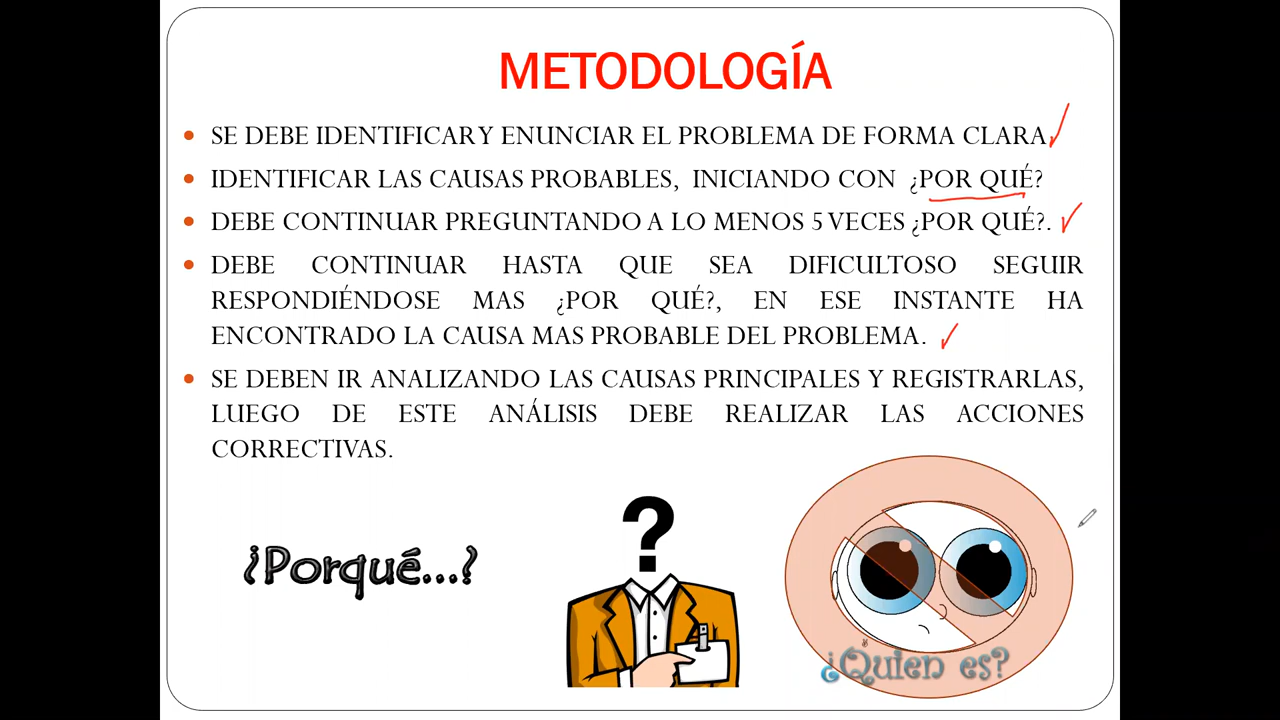 METODOLOGÍA
• SE DEBE IDENTIFICAR Y ENUNCIAR EL PROBLEMA DE FORMA CLARA
• IDENTIFICAR LAS CAUSAS PROBABLES, INICIANDO CON ¿POR QUÉ?
• DEBE CONTINUAR PREGUNTANDO A LO MENOS 5 VECES ¿POR QUÉ?.
• DEBE CONTINUAR HASTA QUE SEA DIFICULTOSO SEGUIR
RESPONDIÉNDOSE MAS ¿POR QUÉ?, EN ESE INSTANTE HA
ENCONTRADO LA CAUSA MAS PROBABLE DEL PROBLEMA.
• SE DEBEN IR ANALIZANDO LAS CAUSAS PRINCIPALES Y REGISTRARLAS,
LUEGO DE ESTE ANÁLISIS DEBE REALIZAR LAS ACCIONES
CORRECTIVAS.
?
¿Porqué...?
¿Quien es?